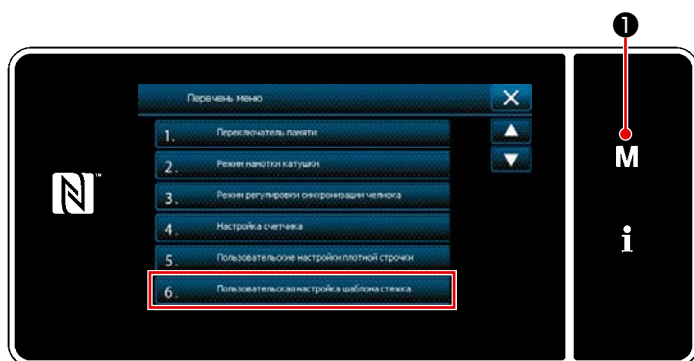 ❶
Перечень меню
1. Переключатель памяти
2. Режим намотки катушки
3. Режим регулировки синхронизации челнока
M
4. Настройка счетчика
i
5. Пользовательские настройки плотной строчки
6. Пользовательская настройка шаблона стежка